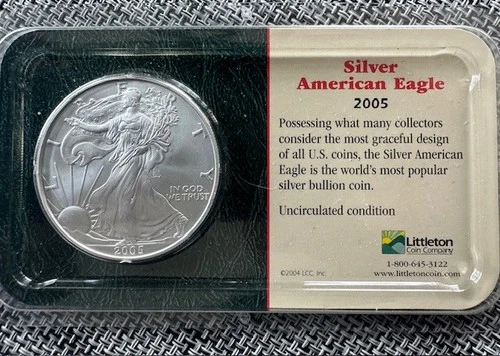 LIBERTY
IN GOD
WE TRUST
2005
Silver
American Eagle
2005
Possessing what many collectors
consider the most graceful design
of all U.S. coins, the Silver American
Eagle is the world's most popular
silver bullion coin.
Uncirculated condition
Littleton
Coin Company
©2004 LCC, Inc.
1-800-645-3122
www.littletoncoin.com